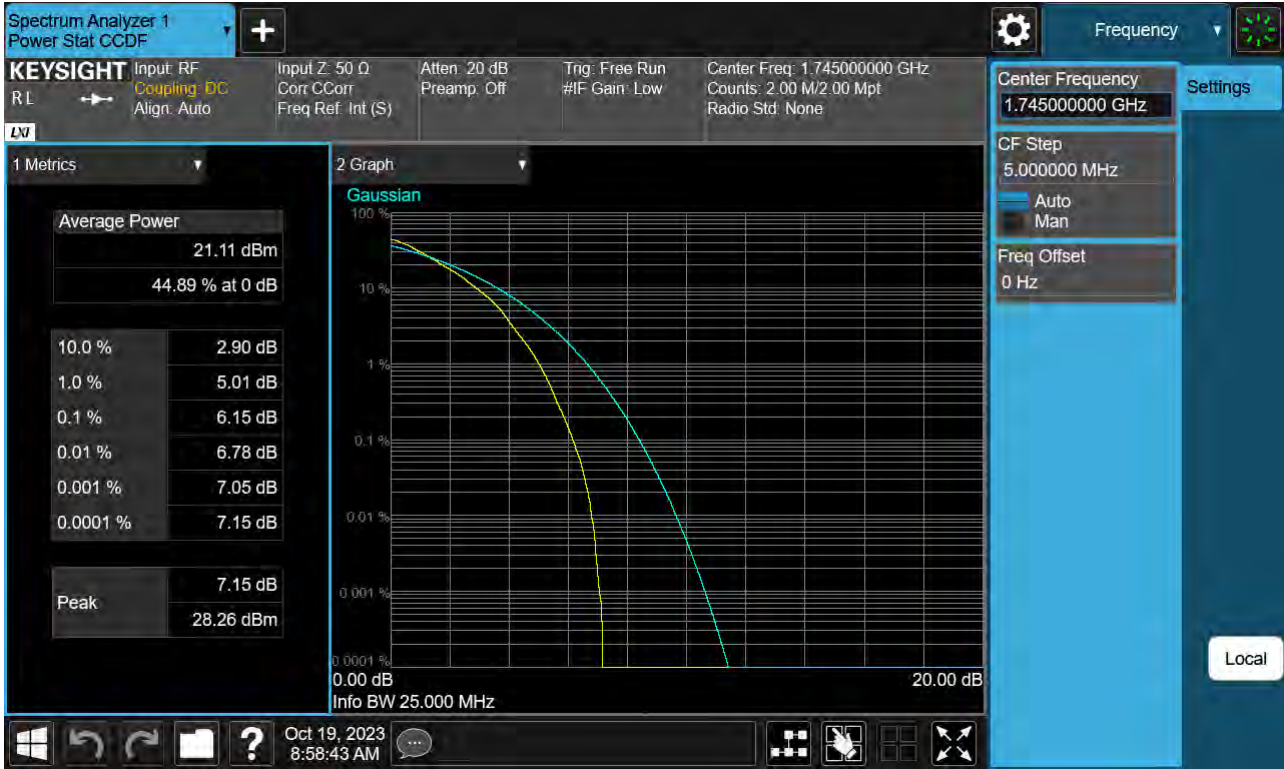 Spectrum Analyzer 1
Power Stat CCDF
Frequency
KEYSIGHT
R L
LXI
Input: RF
Coupling: DC
Align: Auto
Input Z: 50 Ω
Corr CCorr
Freq Ref: Int (S)
Atten: 20 dB
Preamp: Off
Trig: Free Run
#IF Gain: Low
Center Freq: 1.745000000 GHz
Counts: 2.00 M/2.00 Mpt
Radio Std: None
Center Frequency
1.745000000 GHz
CF Step
5.000000 MHz
Auto
Man
Freq Offset
0 Hz
Settings
Local
1 Metrics
Average Power
21.11 dBm
44.89 % at 0 dB
10.0 % 2.90 dB
1.0 % 5.01 dB
0.1 % 6.15 dB
0.01 % 6.78 dB
0.001 % 7.05 dB
0.0001 % 7.15 dB
Peak
7.15 dB
28.26 dBm
2 Graph
Gaussian
100 %
10 %
1 %
0.1 %
0.01 %
0.001 %
0.0001 %
0.00 dB 20.00 dB
Info BW 25.000 MHz
?
Oct 19, 2023
8:58:43 AM